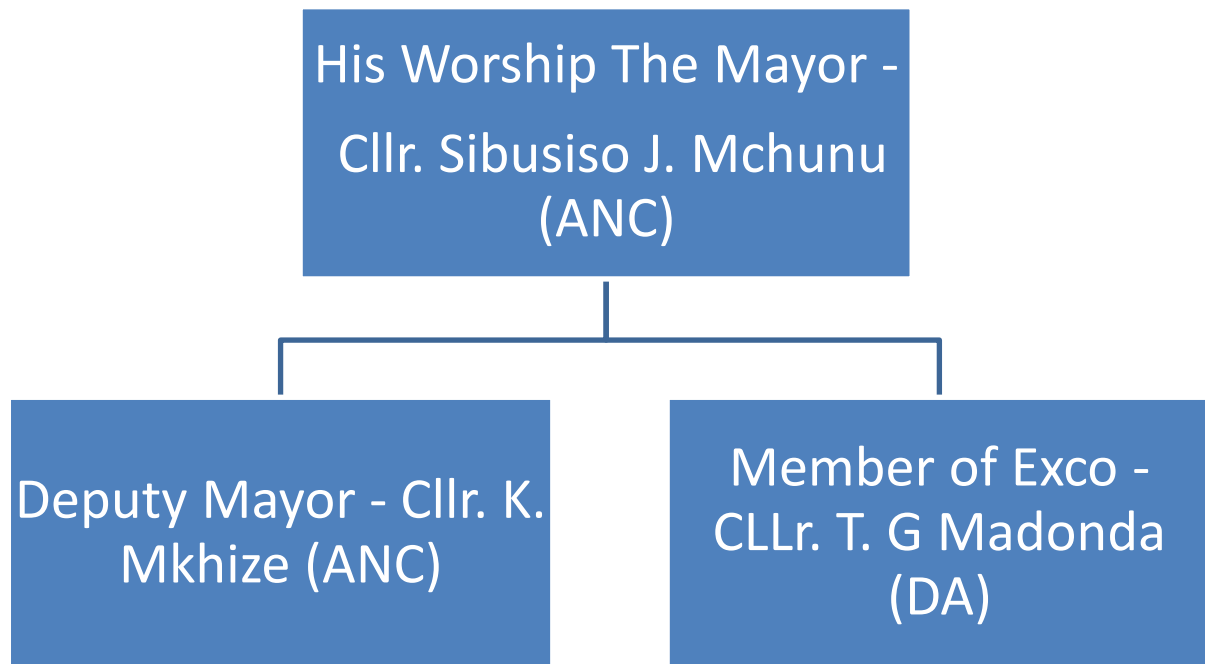 His Worship The Mayor -
Cllr. Sibusiso J. Mchunu
(ANC)
Deputy Mayor - Cllr. K.
Mkhize (ANC)
Member of Exco -
CLLr. T. G Madonda
(DA)